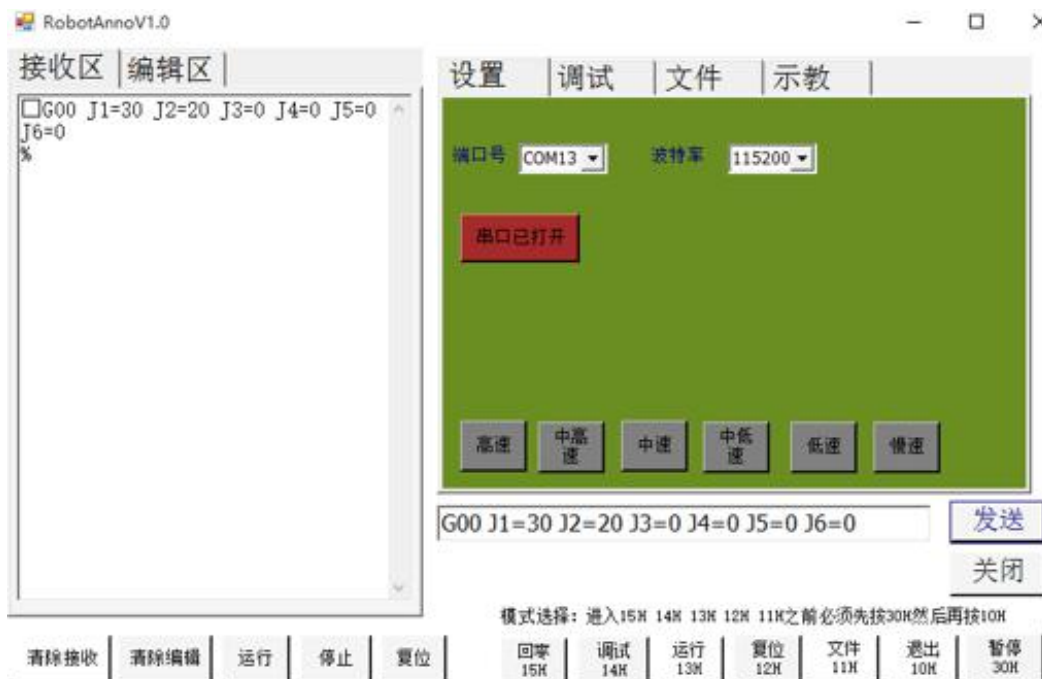 RobotAnnoV1.0
接收区 编辑区
G00 J1=30 J2=20 J3=0 J4=0 J5=0
J6=0
%
设置 调试 文件 示教
端口号 COM13 波特率 115200
串口已打开
高速 中高速 中速 中低速 低速 慢速
G00 J1=30 J2=20 J3=0 J4=0 J5=0 J6=0
发送
关闭
模式选择：进入15H 14H 13H 12H 11H之前必须先按30H然后再按10H
清除接收 清除编辑 运行 停止 复位
回零 15H 调试 14H 运行 13H 复位 12H 文件 11H 退出 10H 暂停 30H